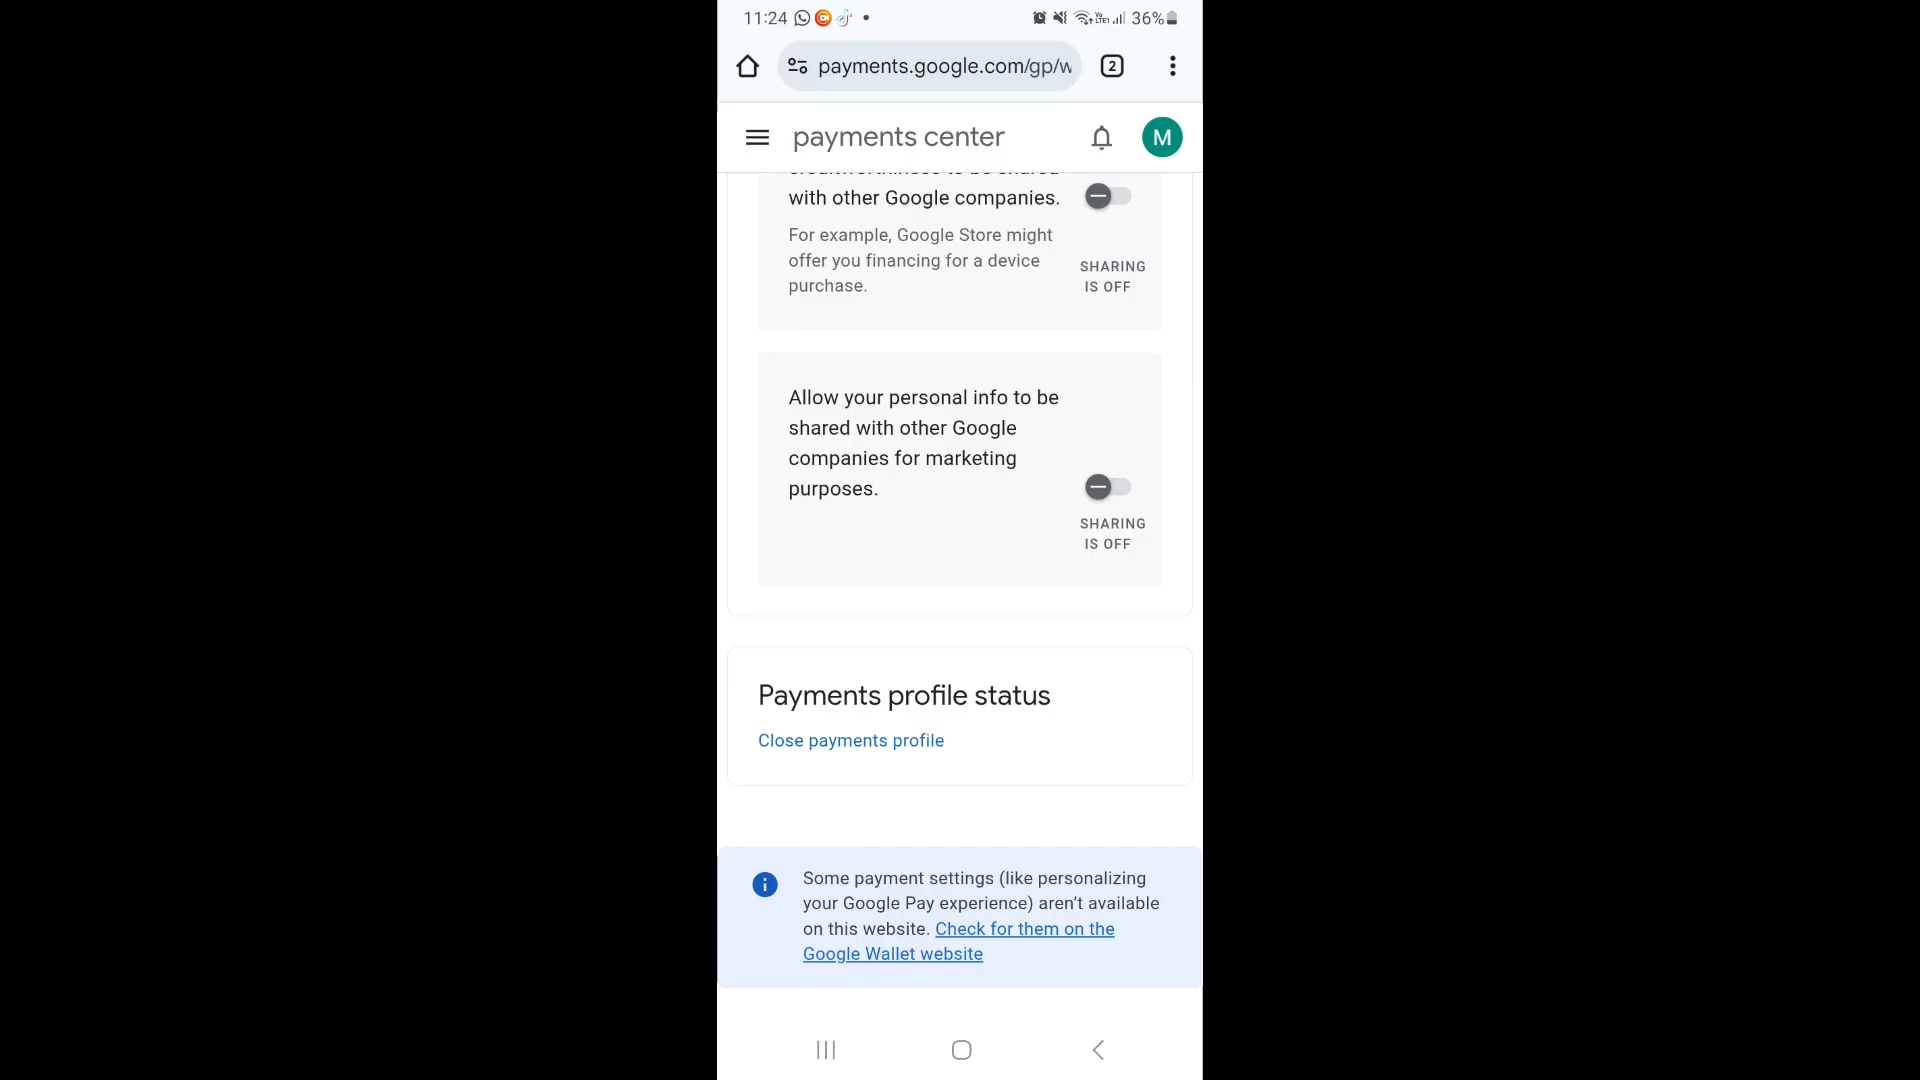 11:24
36%
payments.google.com/gp/w
2
payments center
M
creditworthiness to be shared
with other Google companies.
For example, Google Store might
offer you financing for a device
purchase.
SHARING
IS OFF
Allow your personal info to be
shared with other Google
companies for marketing
purposes.
SHARING
IS OFF
Payments profile status
Close payments profile
Some payment settings (like personalizing
your Google Pay experience) aren’t available
on this website. Check for them on the
Google Wallet website